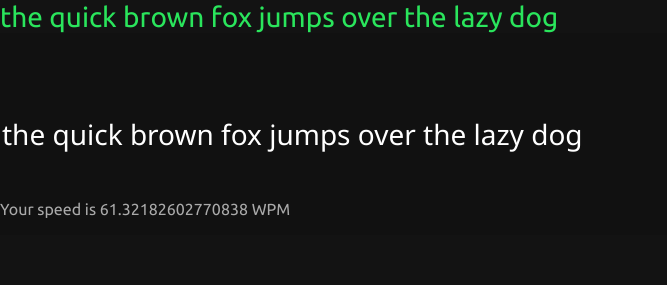 the quick brown fox jumps over the lazy dog
the quick brown fox jumps over the lazy dog
Your speed is 61.32182602770838 WPM